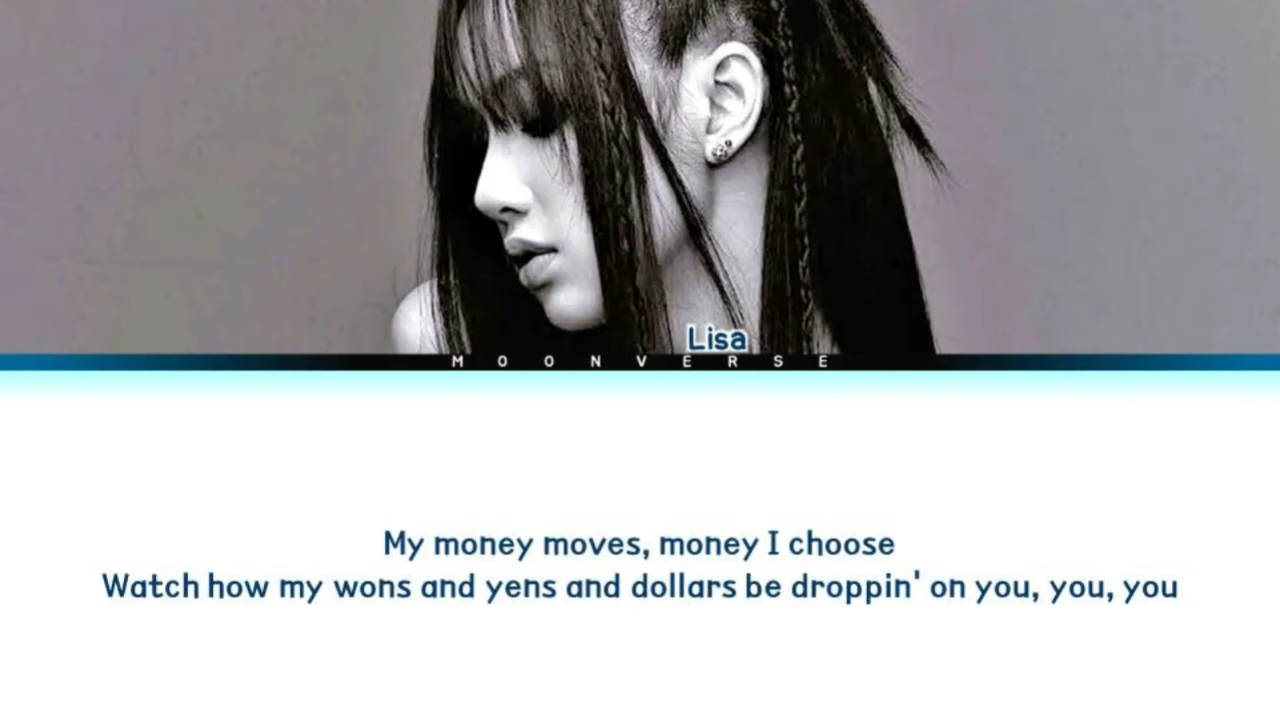 Lisa
MOONVERSE
My money moves, money I choose
Watch how my wons and yens and dollars be droppin' on you, you, you